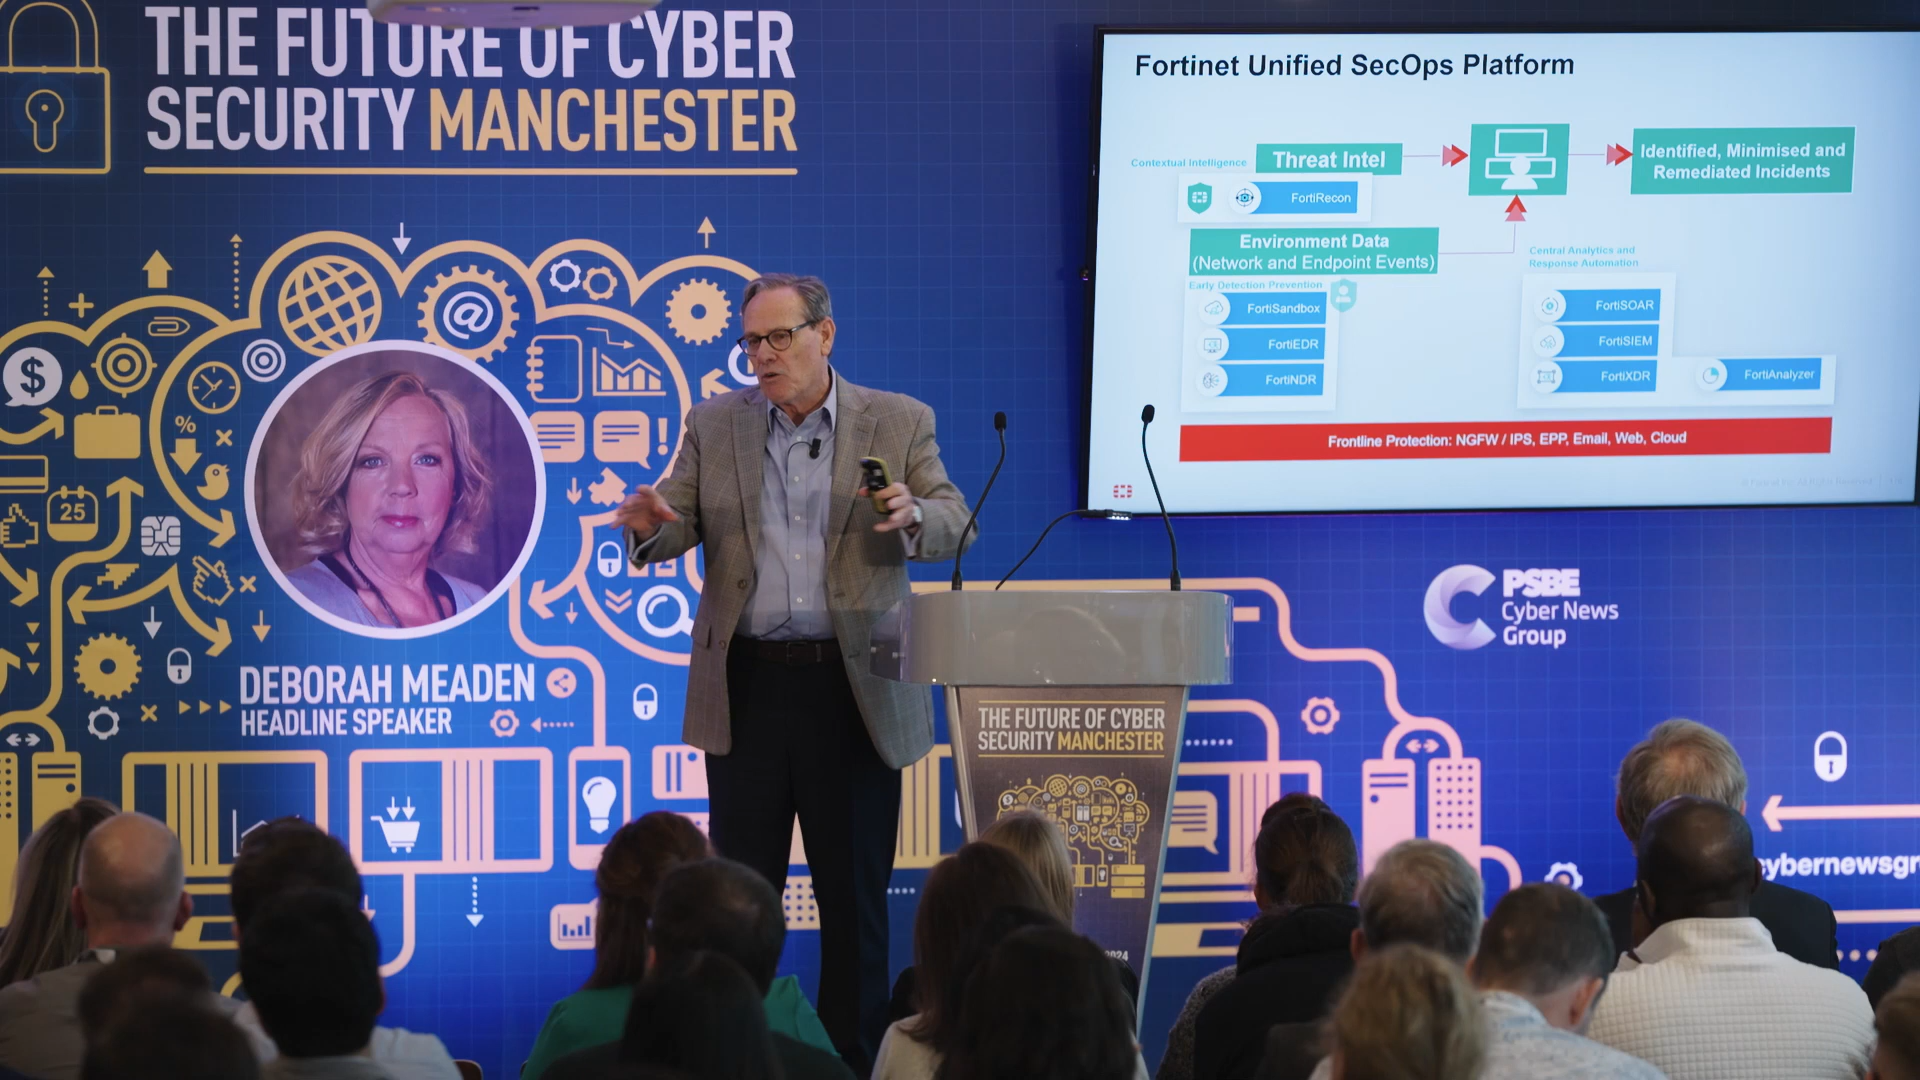 THE FUTURE OF CYBER
SECURITY MANCHESTER
DEBORAH MEADEN
HEADLINE SPEAKER
$
@
%
25
Fortinet Unified SecOps Platform
Contextual Intelligence
Threat Intel
FortiRecon
Identified, Minimised and
Remediated Incidents
Environment Data
(Network and Endpoint Events)
Early Detection Prevention
FortiSandbox
FortiEDR
FortiNDR
Central Analytics and
Response Automation
FortiSOAR
FortiSIEM
FortiXDR
FortiAnalyzer
Frontline Protection: NGFW / IPS, EPP, Email, Web, Cloud
PSBE
Cyber News
Group
THE FUTURE OF CYBER
SECURITY MANCHESTER
2024
cybernewsgr